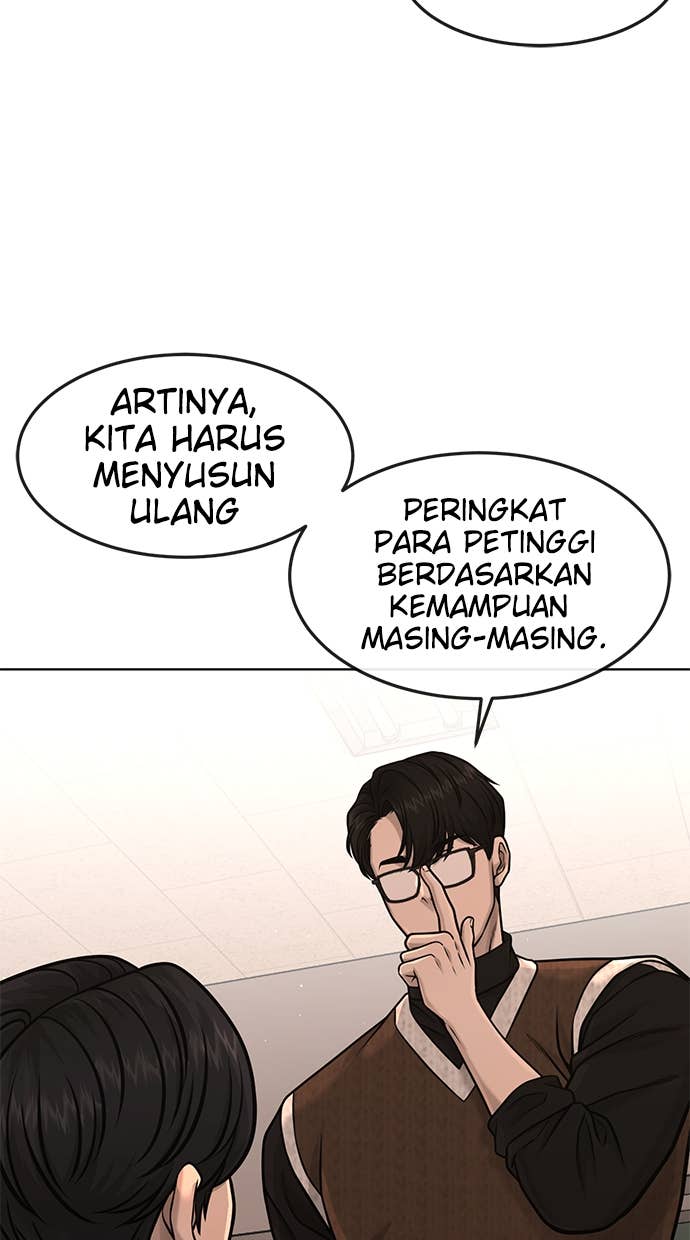 ARTINYA,
KITA HARUS
MENYUSUN
ULANG
PERINGKAT
PARA PETINGGI
BERDASARKAN
KEMAMPUAN
MASING-MASING.